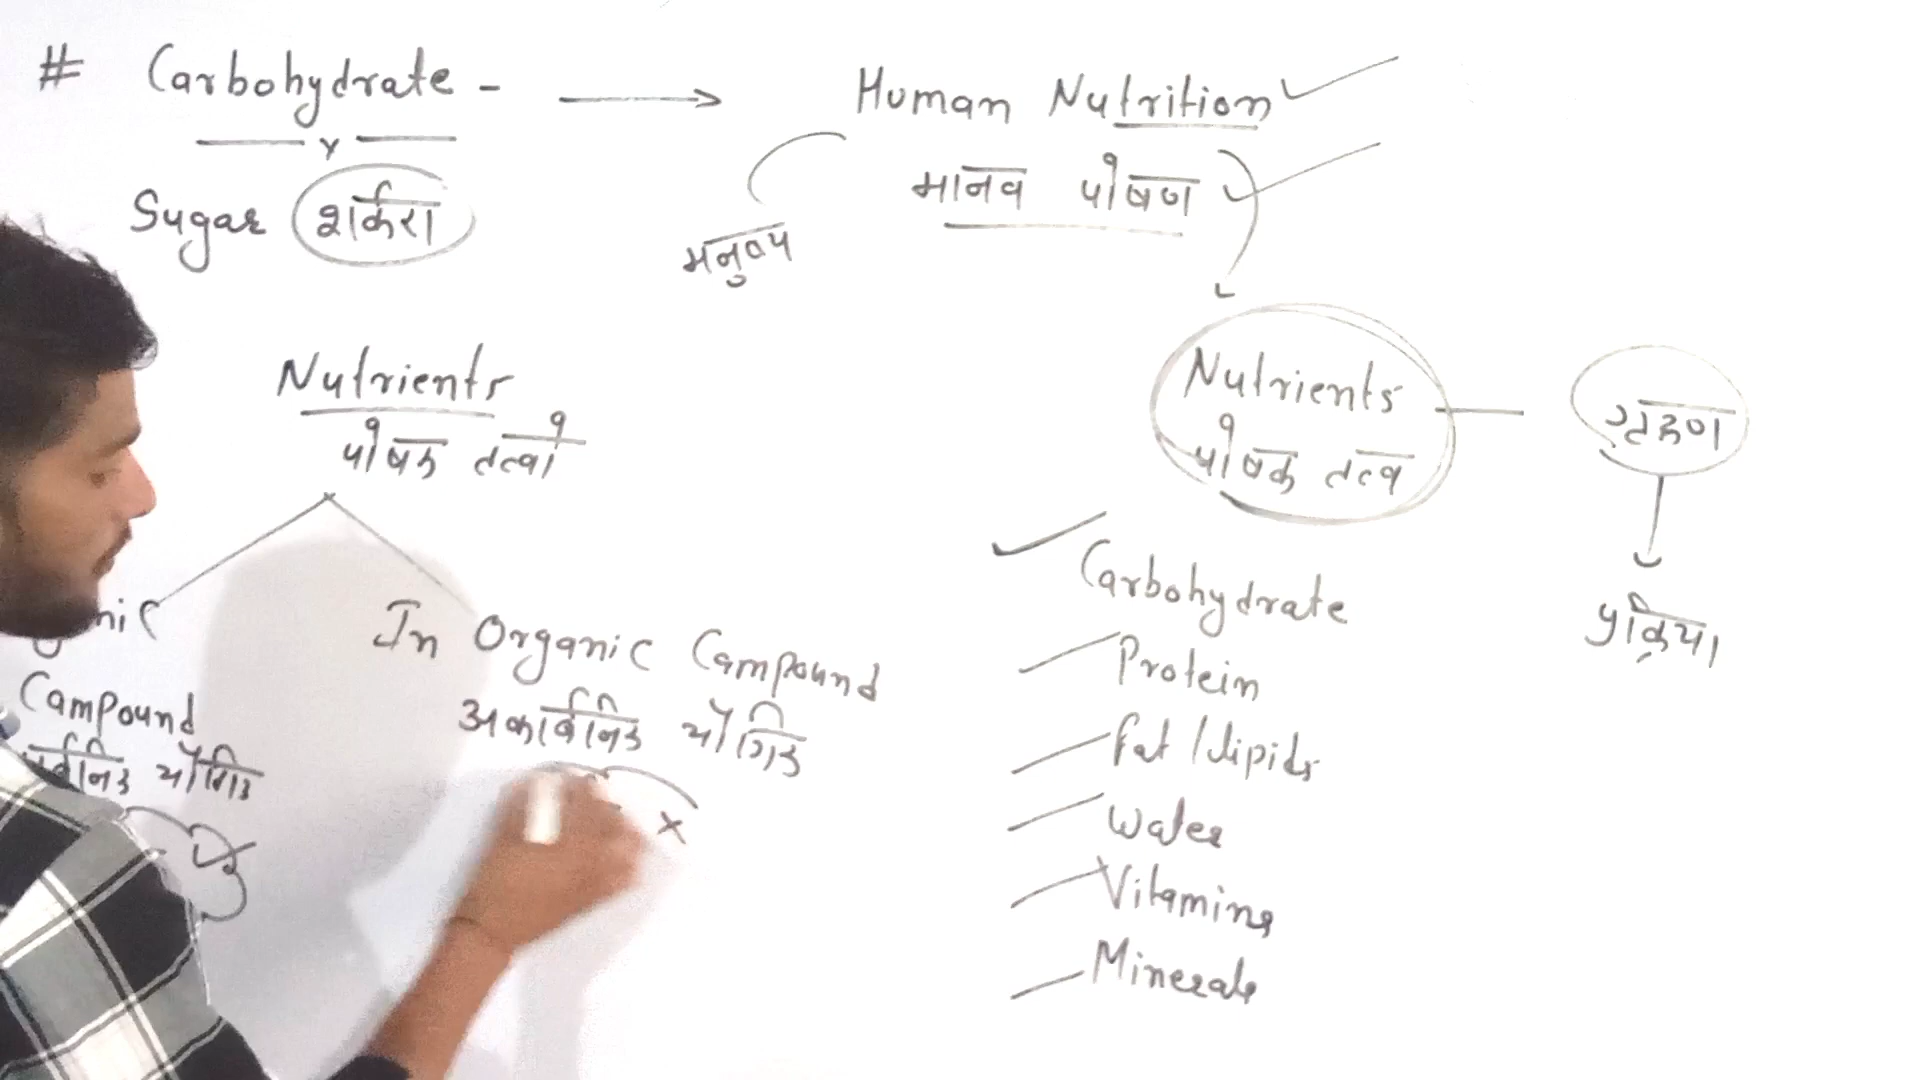 # Carbohydrate - → Human Nutrition ✓
Sugar शर्करा
मानव पोषण ✓
मनुष्य
Nutrients
पोषक तत्वो
Nutrients
पोषक तत्व
ग्रहण
प्रक्रिया
Campound
योगिक
In Organic Campound
अकार्बनिक यौगिक
x
✓ Carbohydrate
Protein
fat / lipids
Water
Vitamins
Minerals